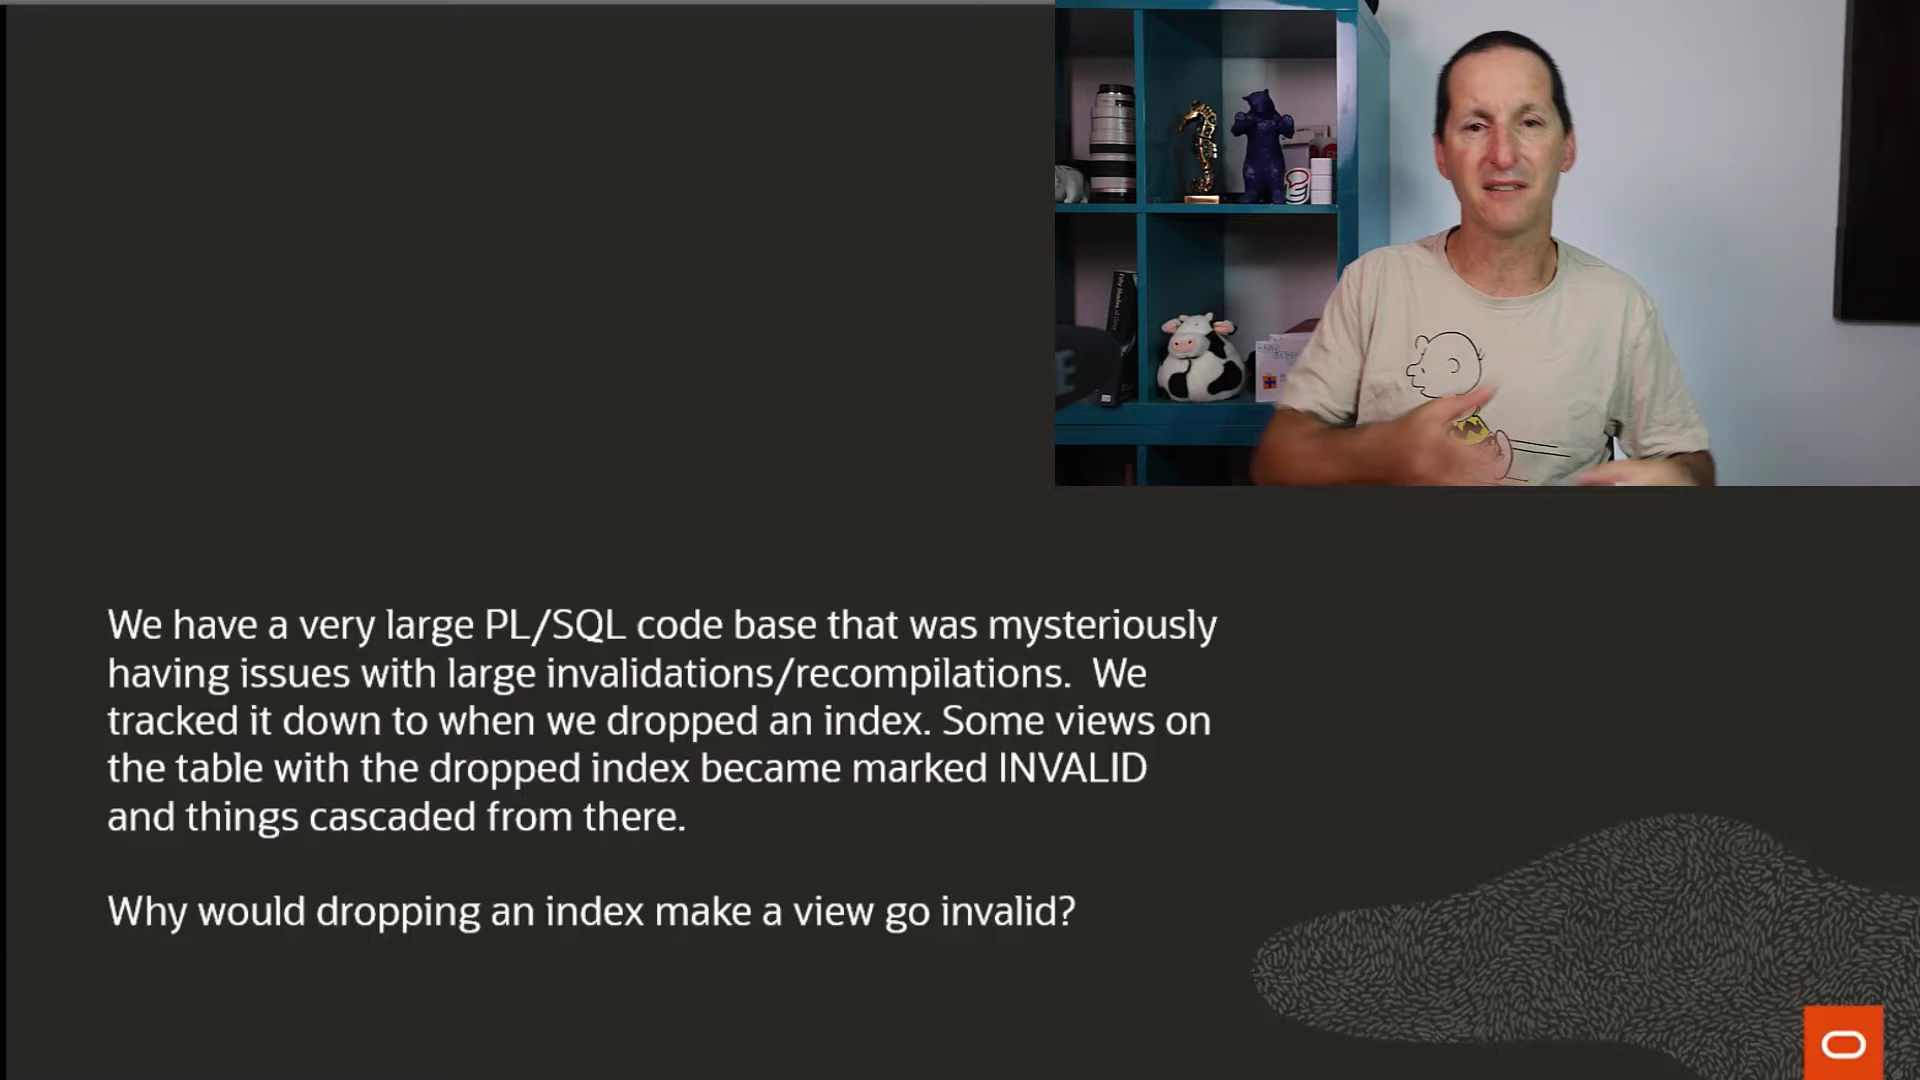 We have a very large PL/SQL code base that was mysteriously
having issues with large invalidations/recompilations.  We
tracked it down to when we dropped an index. Some views on
the table with the dropped index became marked INVALID
and things cascaded from there.
Why would dropping an index make a view go invalid?